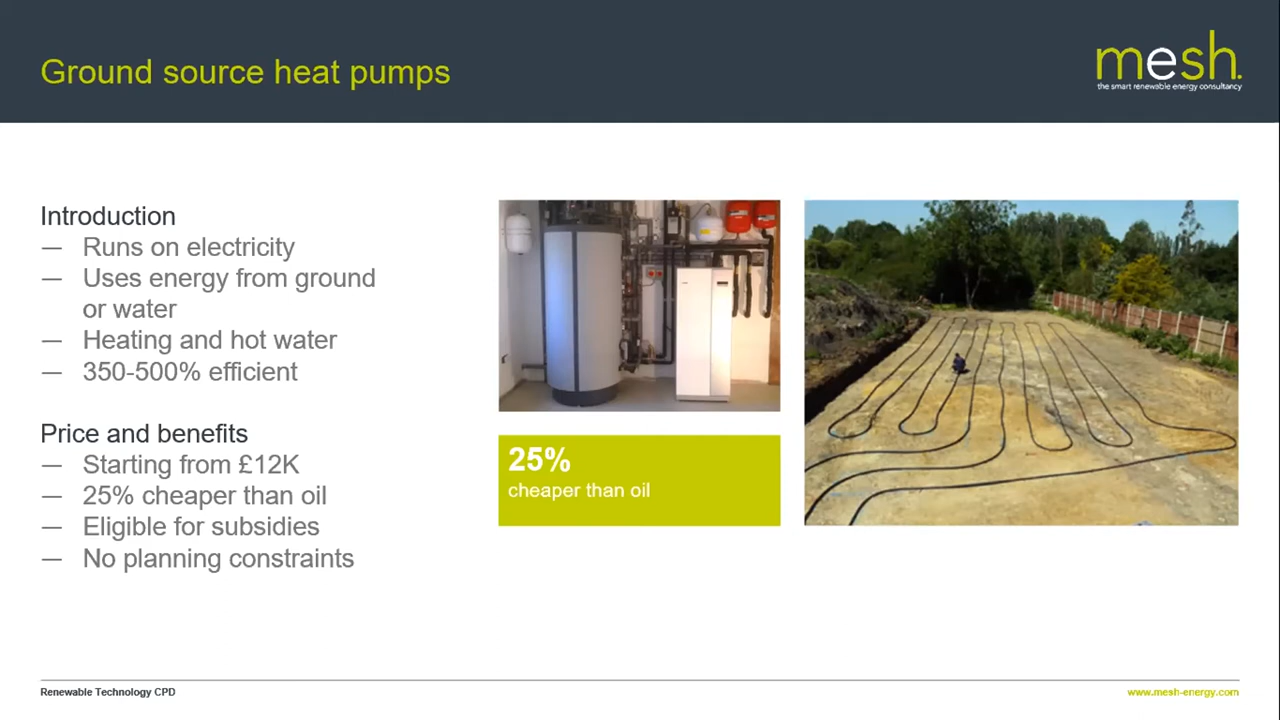 Ground source heat pumps
mesh.
the smart renewable energy consultancy
Introduction
— Runs on electricity
— Uses energy from ground
or water
— Heating and hot water
— 350-500% efficient
Price and benefits
— Starting from £12K
— 25% cheaper than oil
— Eligible for subsidies
— No planning constraints
25%
cheaper than oil
Renewable Technology CPD
www.mesh-energy.com